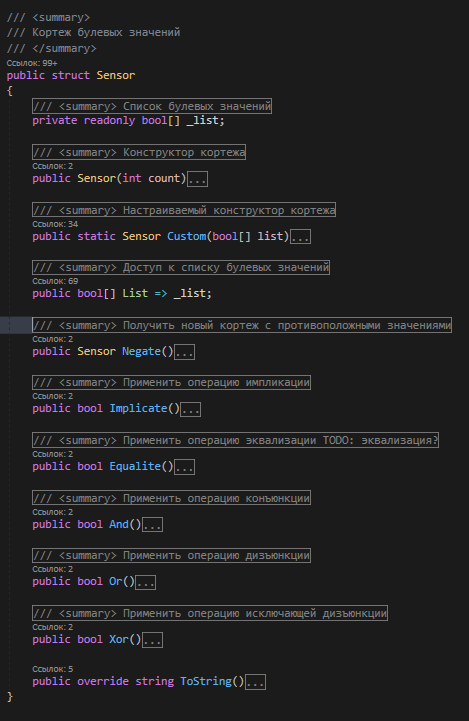 /// <summary>
/// Кортеж булевых значений
/// </summary>
Ссылок: 99+
public struct Sensor
{
/// <summary> Список булевых значений
private readonly bool[] _list;
/// <summary> Конструктор кортежа
Ссылок: 2
public Sensor(int count)...
/// <summary> Настраиваемый конструктор кортежа
Ссылок: 34
public static Sensor Custom(bool[] list)...
/// <summary> Доступ к списку булевых значений
Ссылок: 69
public bool[] List => _list;
/// <summary> Получить новый кортеж с противоположными значениями
Ссылок: 2
public Sensor Negate()...
/// <summary> Применить операцию импликации
Ссылок: 2
public bool Implicate()...
/// <summary> Применить операцию эквализации TODO: эквализация?
Ссылок: 2
public bool Equalite()...
/// <summary> Применить операцию конъюнкции
Ссылок: 2
public bool And()...
/// <summary> Применить операцию дизъюнкции
Ссылок: 2
public bool Or()...
/// <summary> Применить операцию исключающей дизъюнкции
Ссылок: 2
public bool Xor()...
Ссылок: 5
public override string ToString()...
}